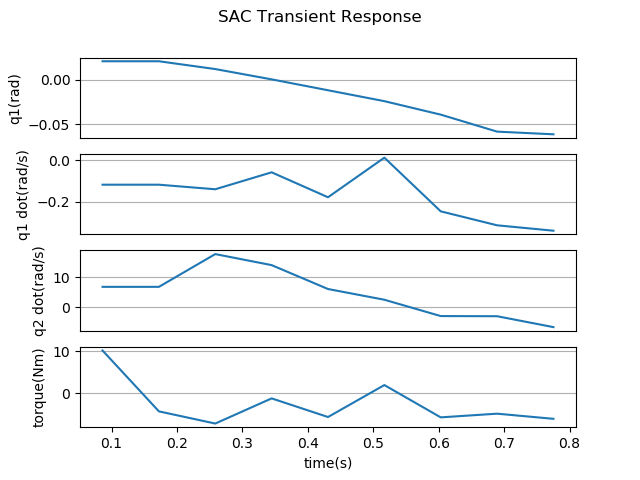 SAC Transient Response
q1(rad)
0.00
−0.05
q1 dot(rad/s)
0.0
−0.2
q2 dot(rad/s)
10
0
torque(Nm)
10
0
0.1 0.2 0.3 0.4 0.5 0.6 0.7 0.8
time(s)